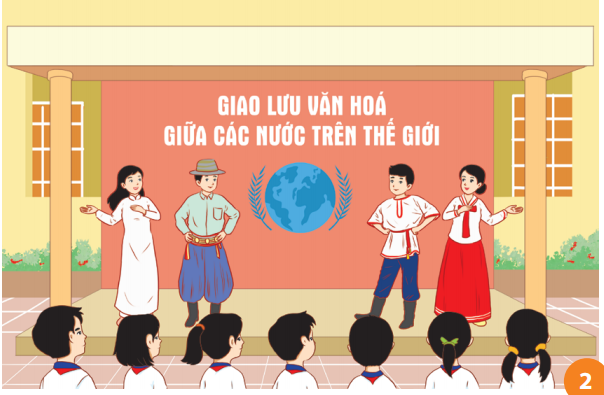 GIAO LƯU VĂN HOÁ
GIỮA CÁC NƯỚC TRÊN THẾ GIỚI
2